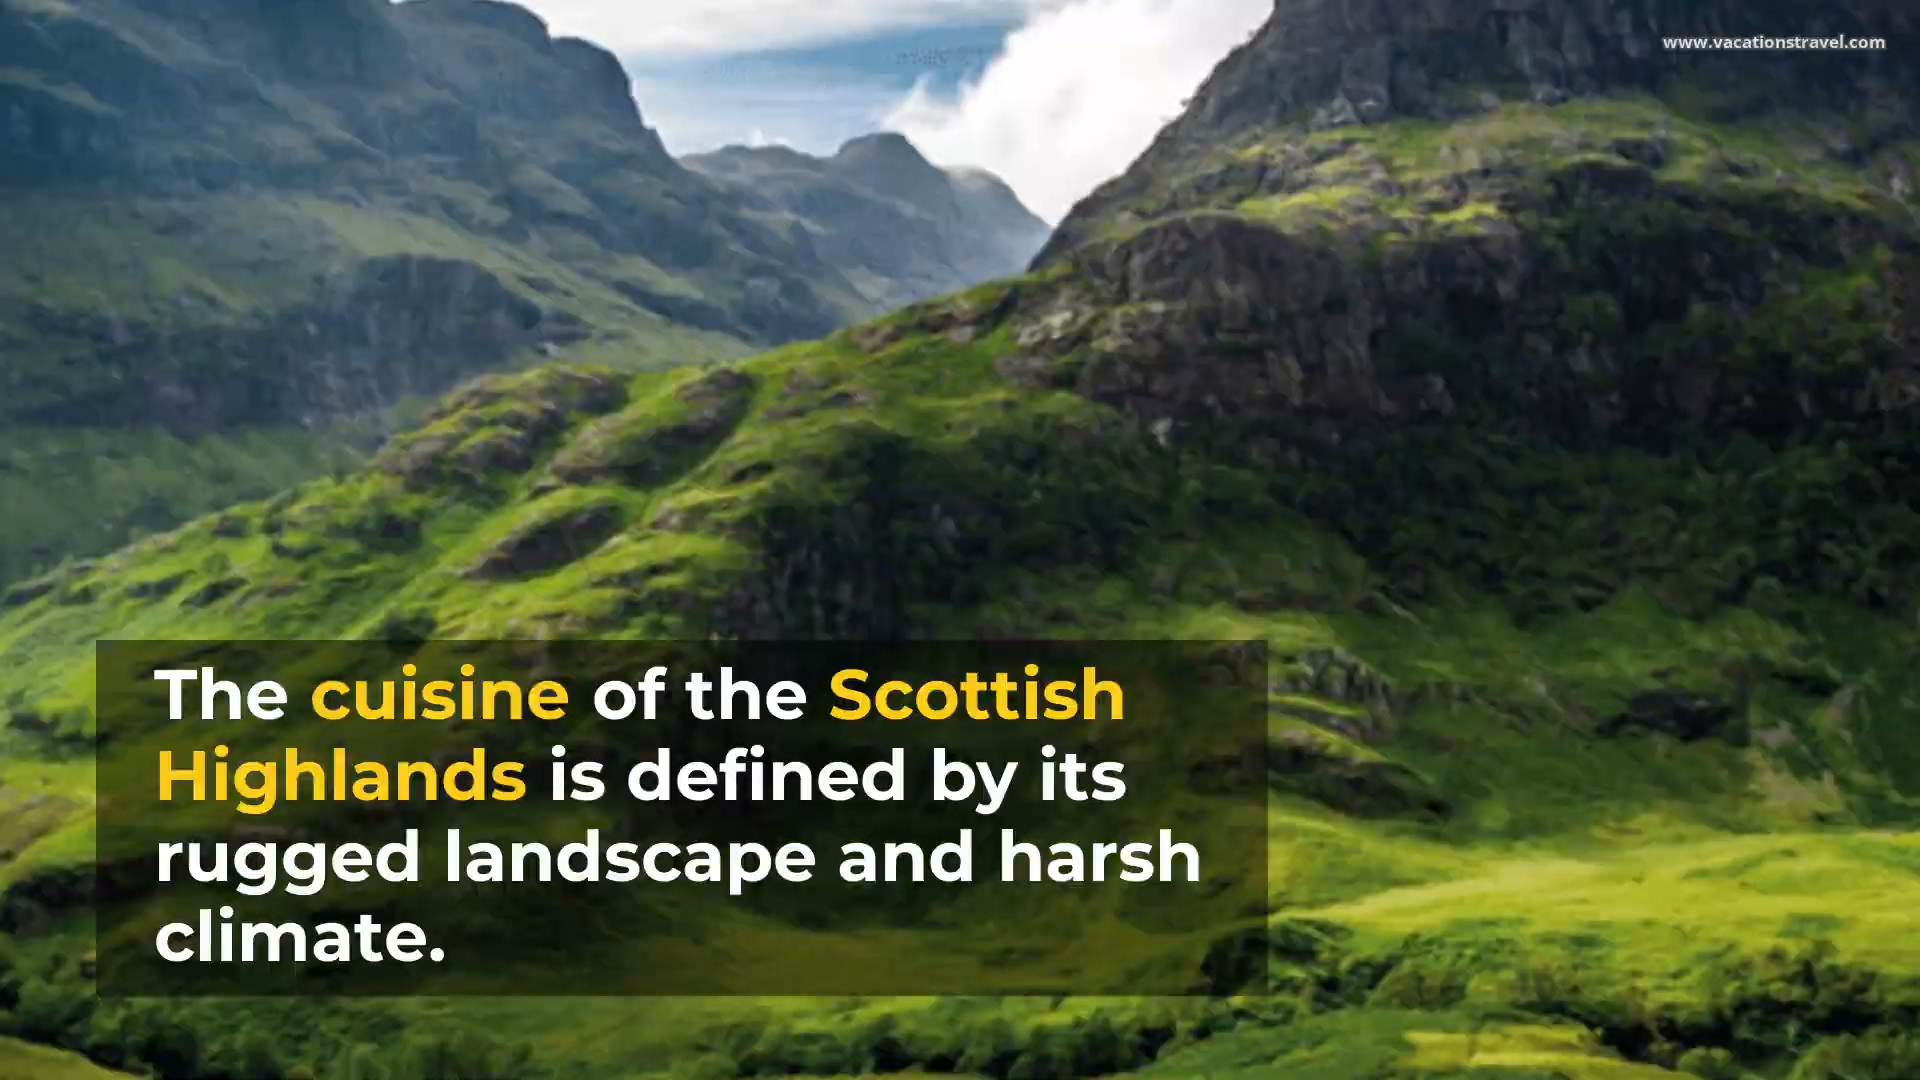 www.vacationstravel.com
The cuisine of the Scottish
Highlands is defined by its
rugged landscape and harsh
climate.